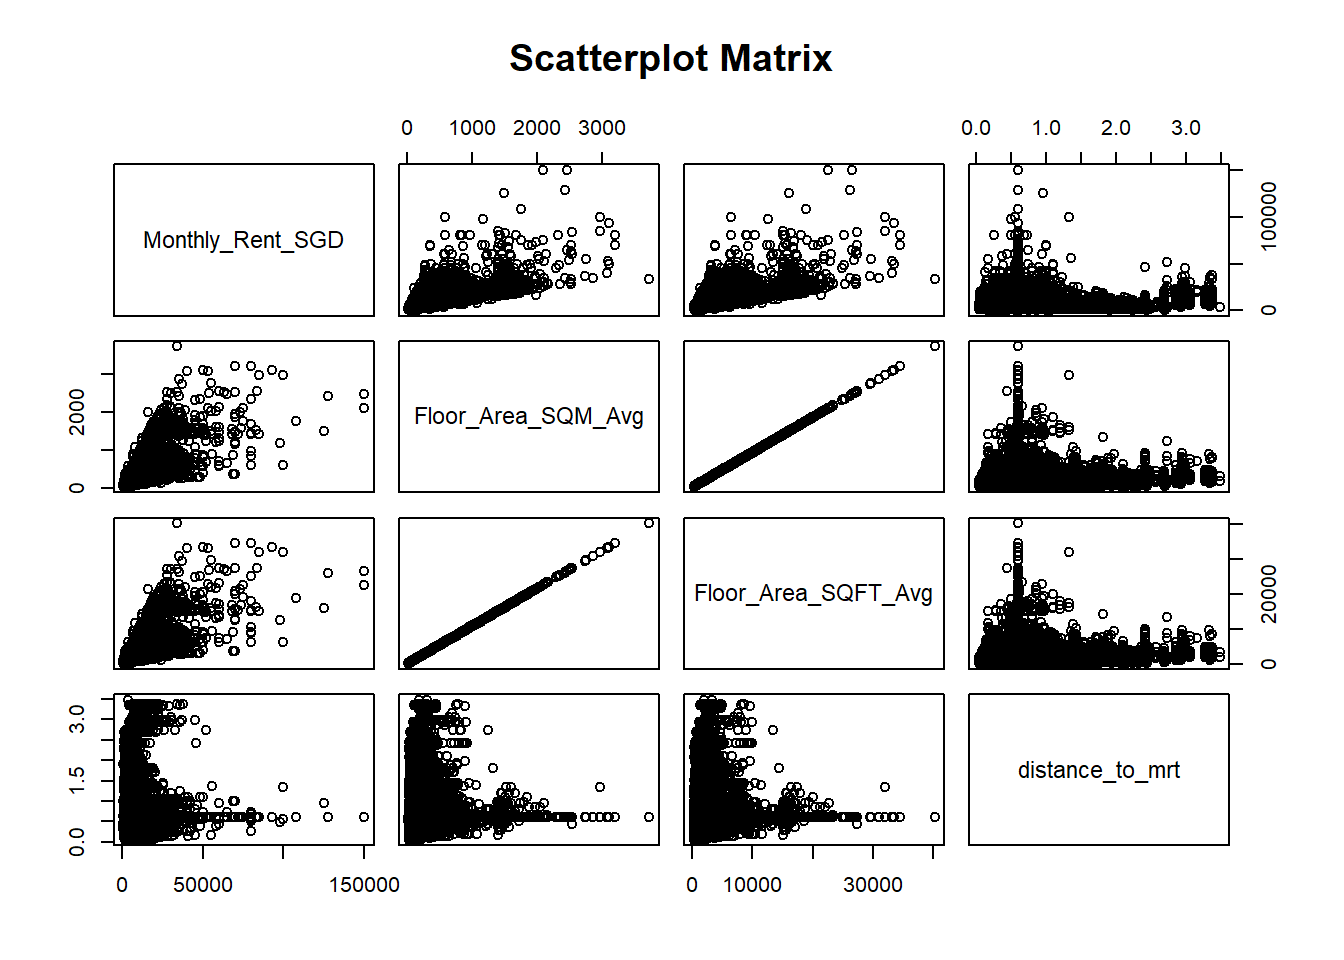 Scatterplot Matrix
0 1000 2000 3000
0.0 1.0 2.0 3.0
Monthly_Rent_SGD
0 100000
0 2000
Floor_Area_SQM_Avg
Floor_Area_SQFT_Avg
0 20000
0.0 1.5 3.0
distance_to_mrt
0 50000 150000
0 10000 30000